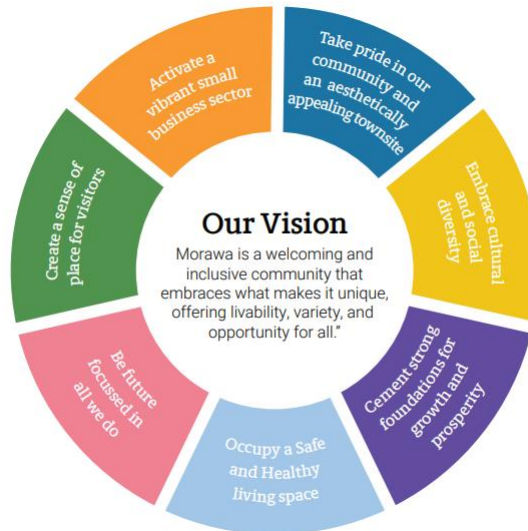 Take pride in our
community and
an aesthetically
appealing townsite
Embrace cultural
and social
diversity
Cement strong
foundations for
growth and
prosperity
Occupy a Safe
and Healthy
living space
Be future
focussed in
all we do
Create a sense of
place for visitors
Activate a
vibrant small
business sector
Our Vision
Morawa is a welcoming and
inclusive community that
embraces what makes it unique,
offering livability, variety, and
opportunity for all.”